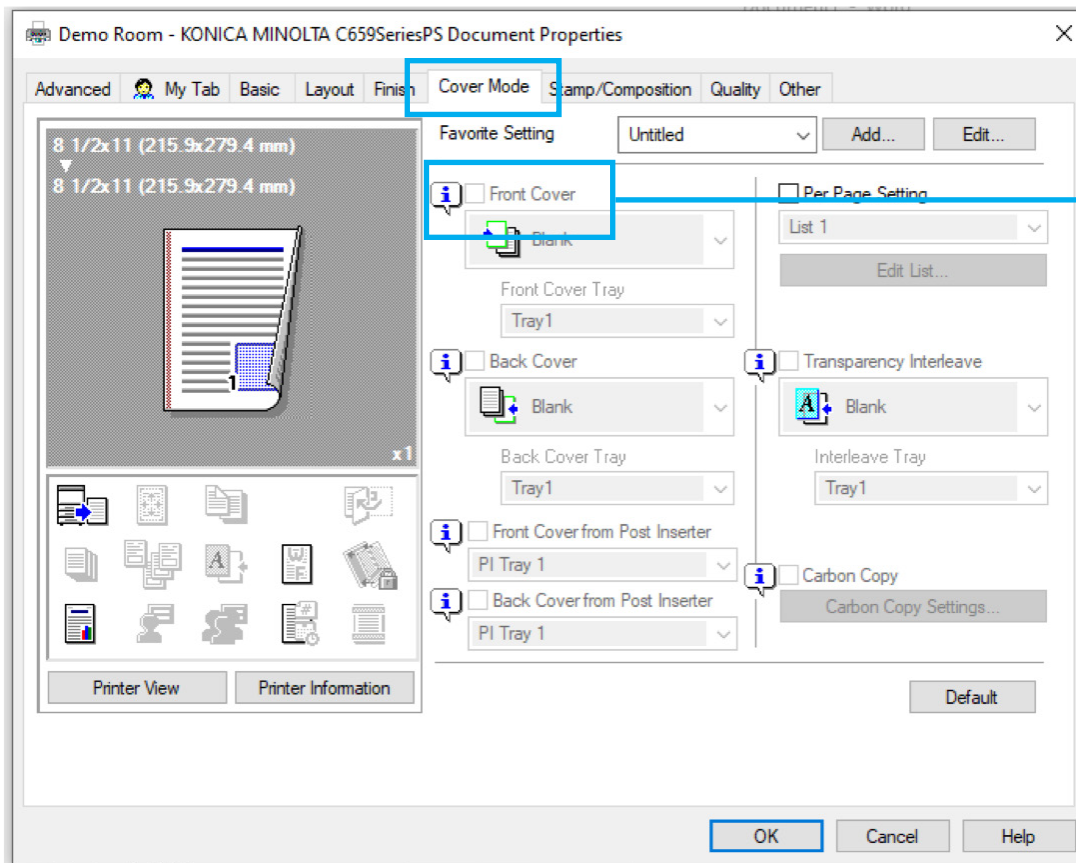 Demo Room - KONICA MINOLTA C659SeriesPS Document Properties
Advanced My Tab Basic Layout Finish Cover Mode Stamp/Composition Quality Other
8 1/2x11 (215.9x279.4 mm)
8 1/2x11 (215.9x279.4 mm)
1
x1
Printer View Printer Information
Favorite Setting Untitled Add... Edit...
Front Cover
Blank
Front Cover Tray
Tray1
Back Cover
Blank
Back Cover Tray
Tray1
Front Cover from Post Inserter
PI Tray 1
Back Cover from Post Inserter
PI Tray 1
Per Page Setting
List 1
Edit List...
Transparency Interleave
A Blank
Interleave Tray
Tray1
Carbon Copy
Carbon Copy Settings...
Default
OK Cancel Help